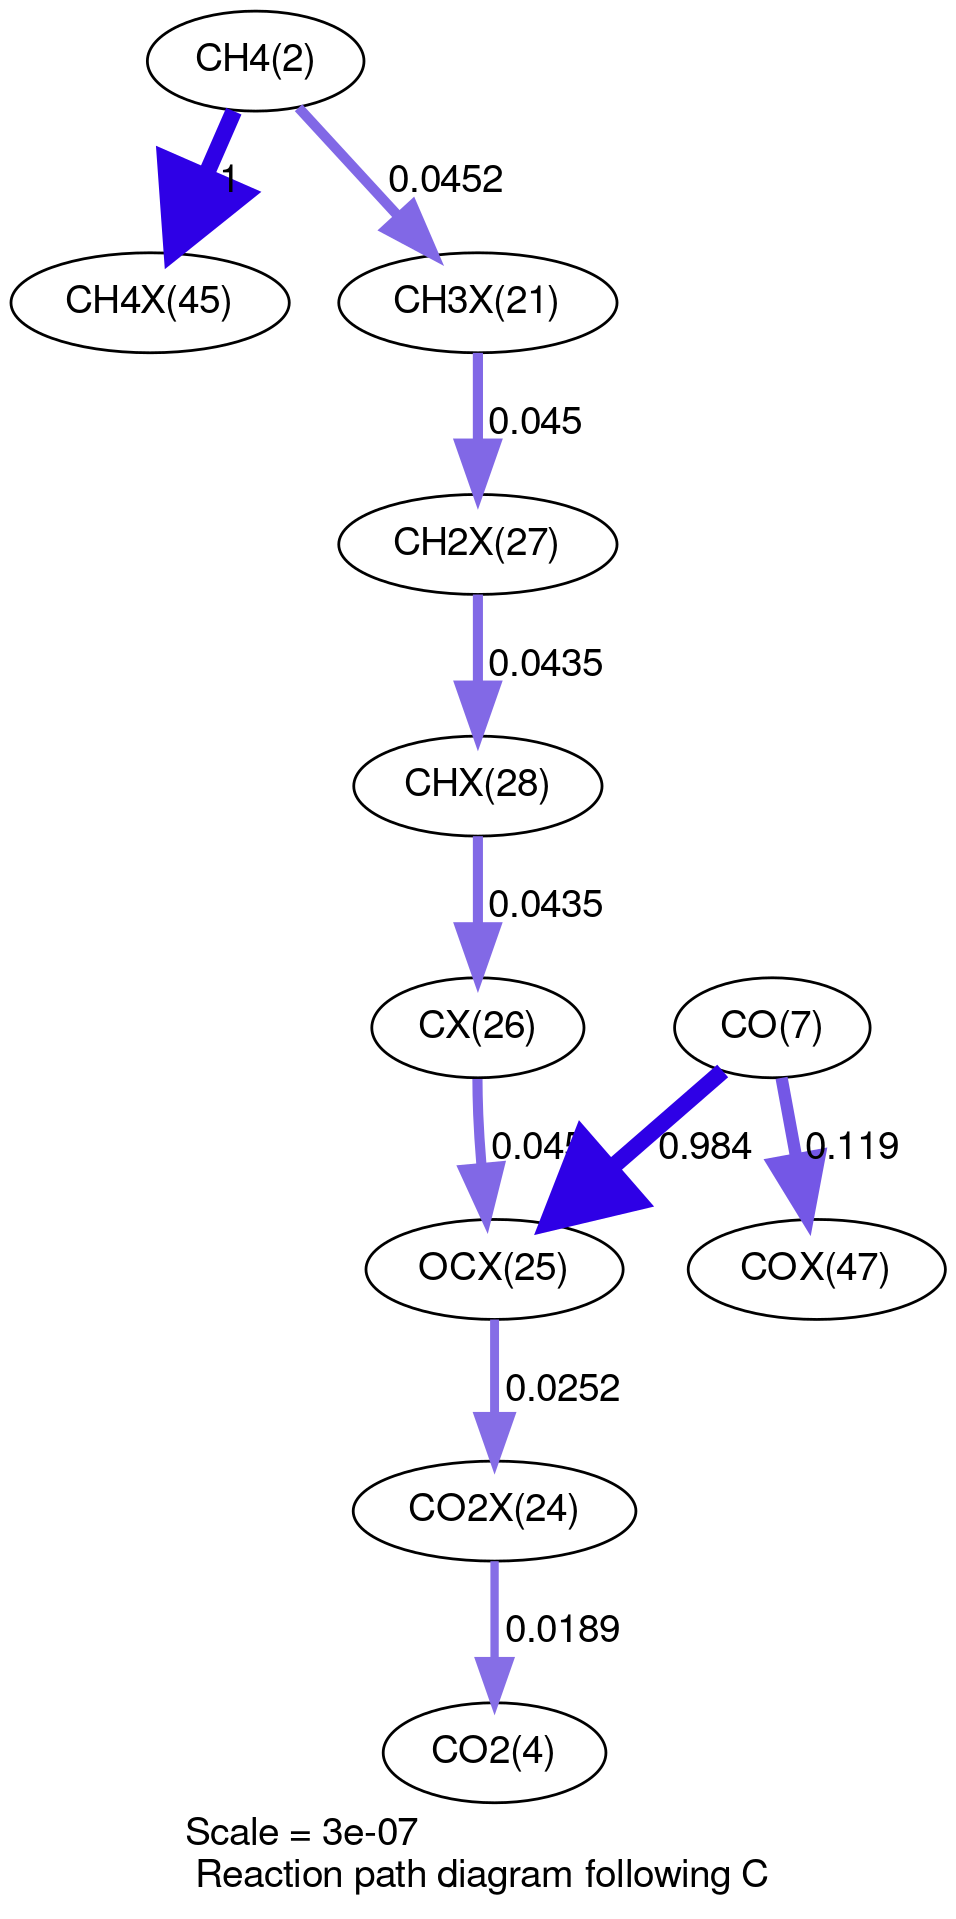 CH4(2)
1
0.0452
CH4X(45)
CH3X(21)
0.045
CH2X(27)
0.0435
CHX(28)
0.0435
CX(26)
CO(7)
0.984
0.119
OCX(25)
COX(47)
0.0252
CO2X(24)
0.0189
CO2(4)
Scale = 3e-07
Reaction path diagram following C